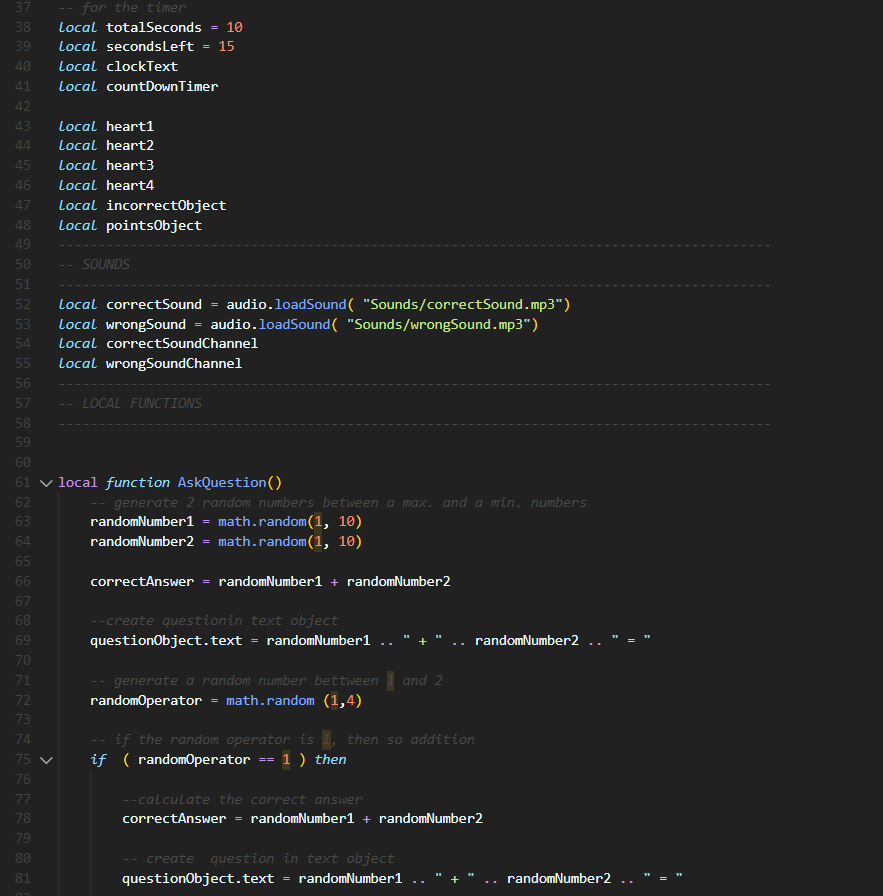 37 -- for the timer
38 local totalSeconds = 10
39 local secondsLeft = 15
40 local clockText
41 local countDownTimer
42
43 local heart1
44 local heart2
45 local heart3
46 local heart4
47 local incorrectObject
48 local pointsObject
49 -----------------------------------------------------------------------------------------
50 -- SOUNDS
51 -----------------------------------------------------------------------------------------
52 local correctSound = audio.loadSound( "Sounds/correctSound.mp3")
53 local wrongSound = audio.loadSound( "Sounds/wrongSound.mp3")
54 local correctSoundChannel
55 local wrongSoundChannel
56 -----------------------------------------------------------------------------------------
57 -- LOCAL FUNCTIONS
58 -----------------------------------------------------------------------------------------
59
60
61 local function AskQuestion()
62     -- generate 2 random numbers between a max. and a min. numbers
63     randomNumber1 = math.random(1, 10)
64     randomNumber2 = math.random(1, 10)
65
66     correctAnswer = randomNumber1 + randomNumber2
67
68     --create questionin text object
69     questionObject.text = randomNumber1 .. " + " .. randomNumber2 .. " = "
70
71     -- generate a random number bettween 1 and 2
72     randomOperator = math.random (1,4)
73
74     -- if the random operator is 1, then so addition
75     if  ( randomOperator == 1 ) then
76
77         --calculate the correct answer
78         correctAnswer = randomNumber1 + randomNumber2
79
80         -- create  question in text object
81         questionObject.text = randomNumber1 .. " + " .. randomNumber2 .. " = "